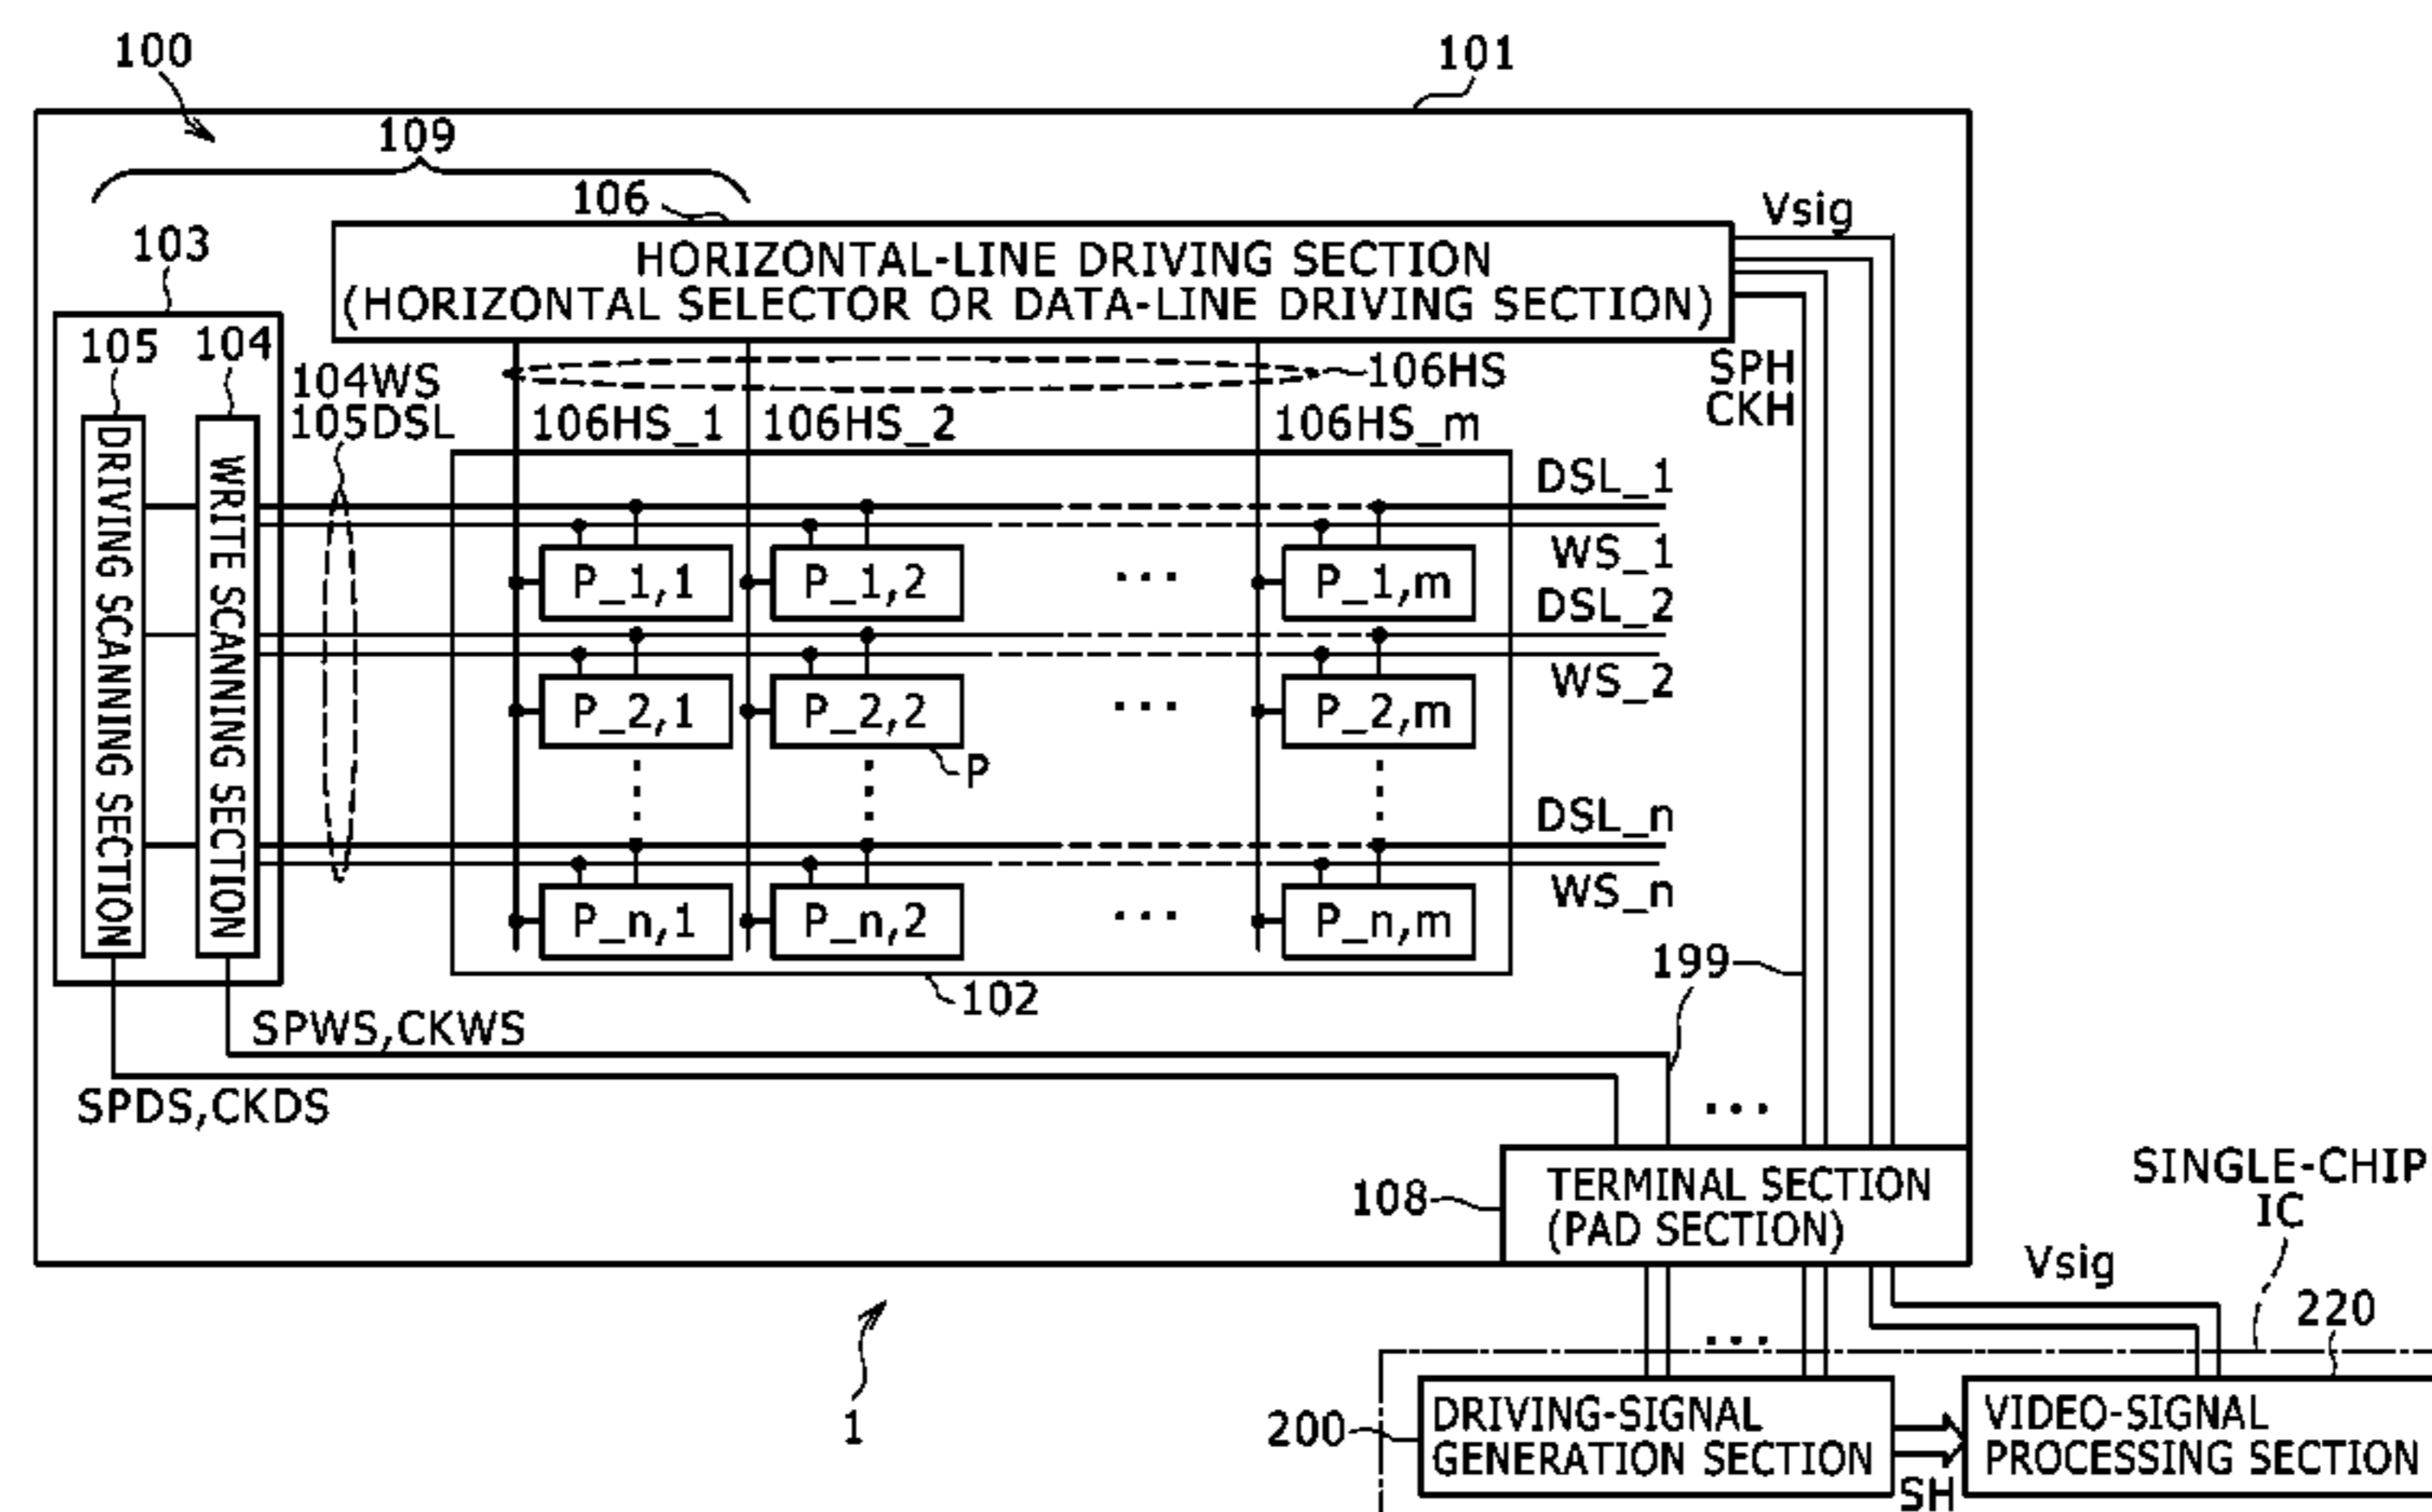 100
101
109
106
Vsig
103
HORIZONTAL-LINE DRIVING SECTION
(HORIZONTAL SELECTOR OR DATA-LINE DRIVING SECTION)
105
104
104WS
105DSL
106HS
SPH
CKH
106HS_1
106HS_2
106HS_m
DRIVING SCANNING SECTION
WRITE SCANNING SECTION
DSL_1
WS_1
P_1,1
P_1,2
...
P_1,m
DSL_2
WS_2
P_2,1
P_2,2
...
P_2,m
P
DSL_n
WS_n
P_n,1
P_n,2
...
P_n,m
199
102
SPWS,CKWS
SPDS,CKDS
...
108
TERMINAL SECTION
(PAD SECTION)
SINGLE-CHIP
IC
Vsig
220
...
1
200
DRIVING-SIGNAL
GENERATION SECTION
SH
VIDEO-SIGNAL
PROCESSING SECTION